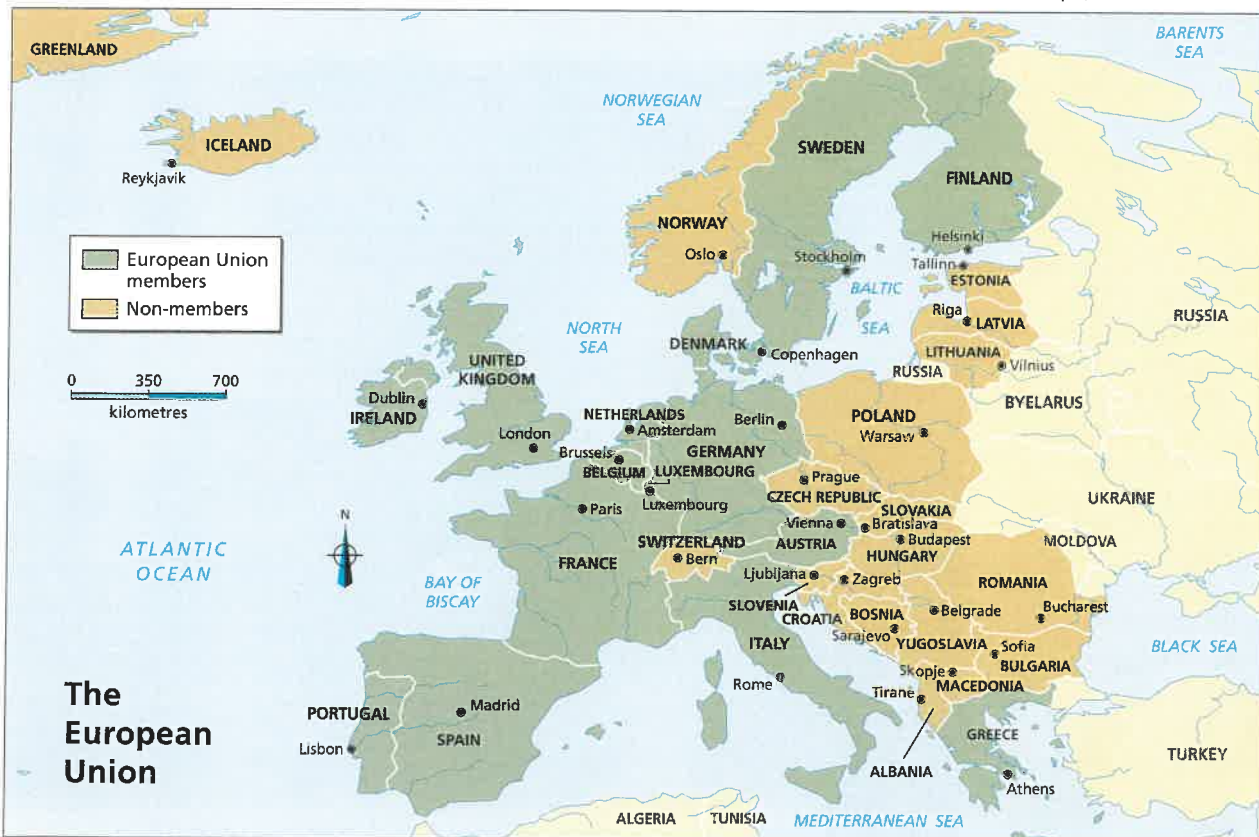 BARENTS
SEA
GREENLAND
NORWEGIAN
SEA
ICELAND
Reykjavik
SWEDEN
FINLAND
NORWAY
Oslo
Helsinki
Stockholm
Tallinn
ESTONIA
European Union
members
Non-members
BALTIC
SEA
Riga
LATVIA
RUSSIA
NORTH
SEA
DENMARK
Copenhagen
LITHUANIA
Vilnius
RUSSIA
UNITED
KINGDOM
0 350 700
kilometres
Dublin
IRELAND
BYELARUS
NETHERLANDS
Amsterdam
Berlin
POLAND
Warsaw
London
Brussels
GERMANY
BELGIUM
LUXEMBOURG
Luxembourg
Prague
CZECH REPUBLIC
UKRAINE
Paris
SLOVAKIA
N
Vienna
Bratislava
AUSTRIA
Budapest
HUNGARY
MOLDOVA
ATLANTIC
OCEAN
SWITZERLAND
Bern
FRANCE
BAY OF
BISCAY
Ljubijana
Zagreb
ROMANIA
SLOVENIA
CROATIA
BOSNIA
Belgrade
Bucharest
Sarajevo
YUGOSLAVIA
Sofia
BULGARIA
BLACK SEA
ITALY
Rome
Skopje
MACEDONIA
Tirane
The
European
Union
PORTUGAL
Madrid
Lisbon
SPAIN
GREECE
ALBANIA
Athens
TURKEY
ALGERIA
TUNISIA
MEDITERRANEAN SEA